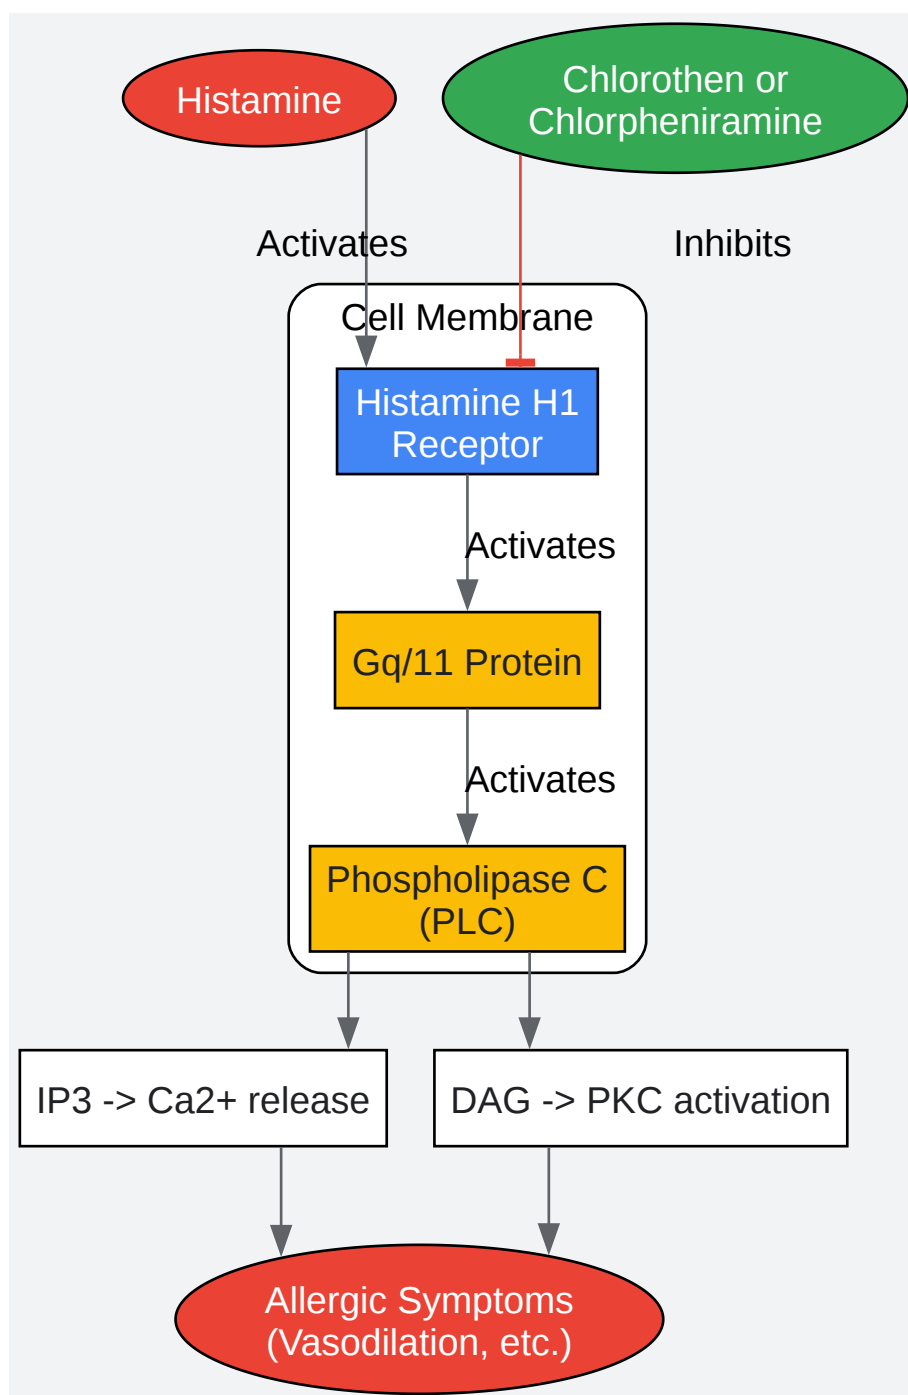 Histamine
Chlorothen or
Chlorpheniramine
Activates
Inhibits
Cell Membrane
Histamine H1
Receptor
Activates
Gq/11 Protein
Activates
Phospholipase C
(PLC)
IP3 -> Ca2+ release
DAG -> PKC activation
Allergic Symptoms
(Vasodilation, etc.)